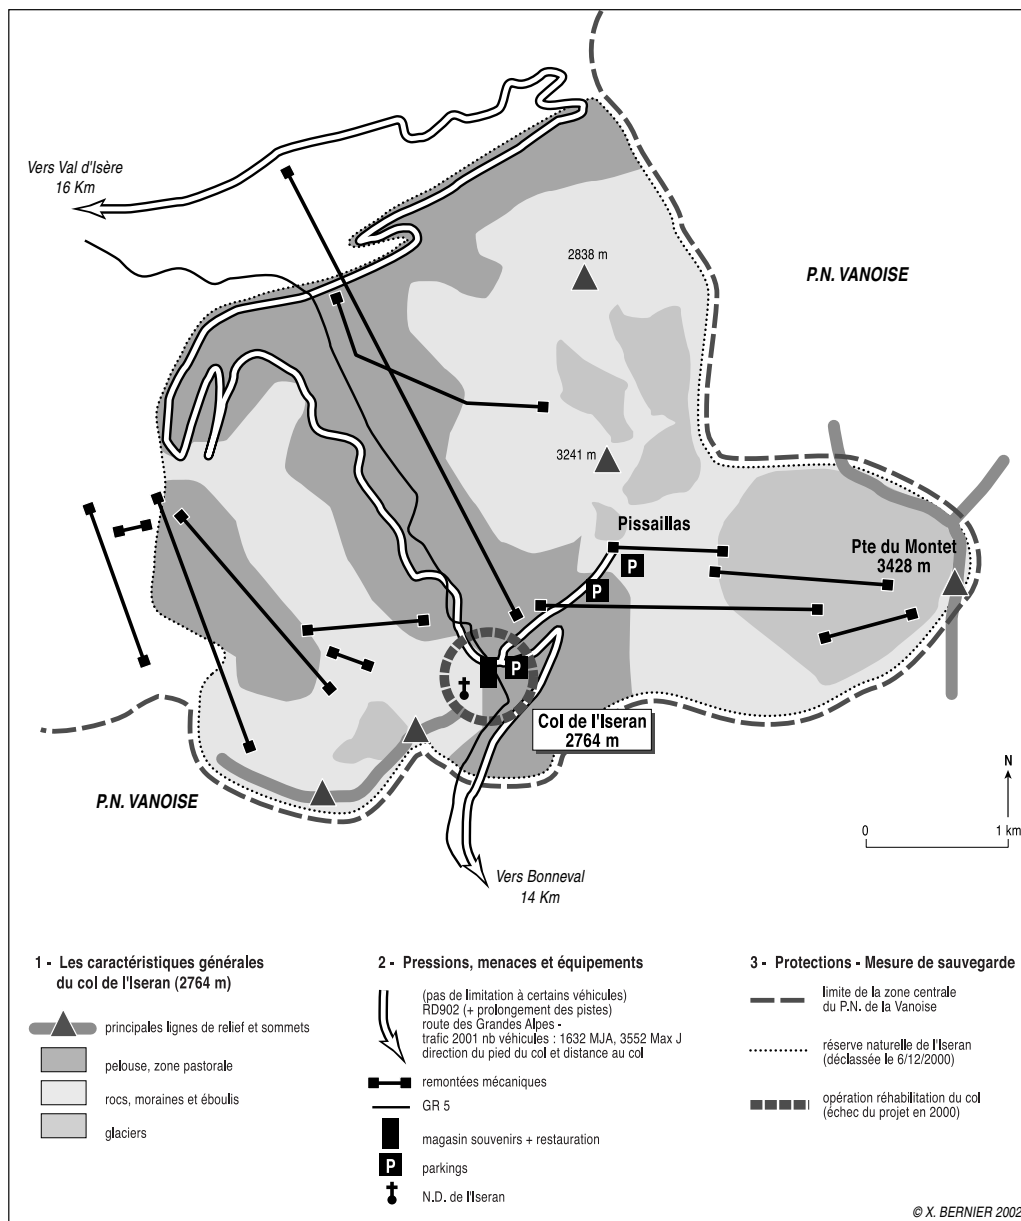 Vers Val d'Isère
16 Km
2838 m
P.N. VANOISE
3241 m
Pissaillas
Pte du Montet
3428 m
P
P
P
Col de l'Iseran
2764 m
P.N. VANOISE
N
0 1 km
Vers Bonneval
14 Km
1 - Les caractéristiques générales
du col de l'Iseran (2764 m)
principales lignes de relief et sommets
pelouse, zone pastorale
rocs, moraines et éboulis
glaciers
2 - Pressions, menaces et équipements
(pas de limitation à certains véhicules)
RD902 (+ prolongement des pistes)
route des Grandes Alpes -
trafic 2001 nb véhicules : 1632 MJA, 3552 Max J
direction du pied du col et distance au col
remontées mécaniques
GR 5
magasin souvenirs + restauration
P parkings
N.D. de l'Iseran
3 - Protections - Mesure de sauvegarde
limite de la zone centrale
du P.N. de la Vanoise
réserve naturelle de l'Iseran
(déclassée le 6/12/2000)
opération réhabilitation du col
(échec du projet en 2000)
© X. BERNIER 2002